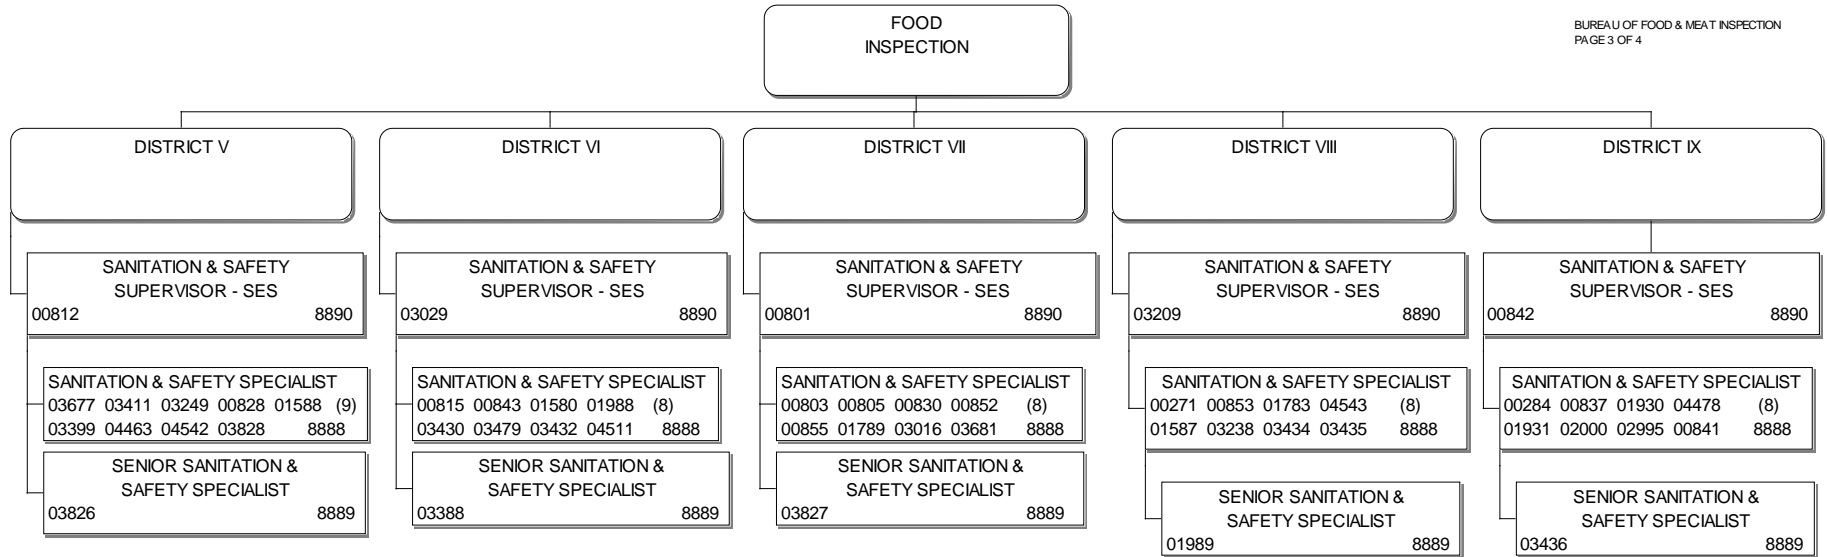 FOOD
INSPECTION
BUREAU OF FOOD & MEAT INSPECTION
PAGE 3 OF 4
DISTRICT V
SANITATION & SAFETY
SUPERVISOR - SES
00812 8890
SANITATION & SAFETY SPECIALIST
03677 03411 03249 00828 01588 (9)
03399 04463 04542 03828 8888
SENIOR SANITATION &
SAFETY SPECIALIST
03826 8889
DISTRICT VI
SANITATION & SAFETY
SUPERVISOR - SES
03029 8890
SANITATION & SAFETY SPECIALIST
00815 00843 01580 01988 (8)
03430 03479 03432 04511 8888
SENIOR SANITATION &
SAFETY SPECIALIST
03388 8889
DISTRICT VII
SANITATION & SAFETY
SUPERVISOR - SES
00801 8890
SANITATION & SAFETY SPECIALIST
00803 00805 00830 00852 (8)
00855 01789 03016 03681 8888
SENIOR SANITATION &
SAFETY SPECIALIST
03827 8889
DISTRICT VIII
SANITATION & SAFETY
SUPERVISOR - SES
03209 8890
SANITATION & SAFETY SPECIALIST
00271 00853 01783 04543 (8)
01587 03238 03434 03435 8888
SENIOR SANITATION &
SAFETY SPECIALIST
01989 8889
DISTRICT IX
SANITATION & SAFETY
SUPERVISOR - SES
00842 8890
SANITATION & SAFETY SPECIALIST
00284 00837 01930 04478 (8)
01931 02000 02995 00841 8888
SENIOR SANITATION &
SAFETY SPECIALIST
03436 8889